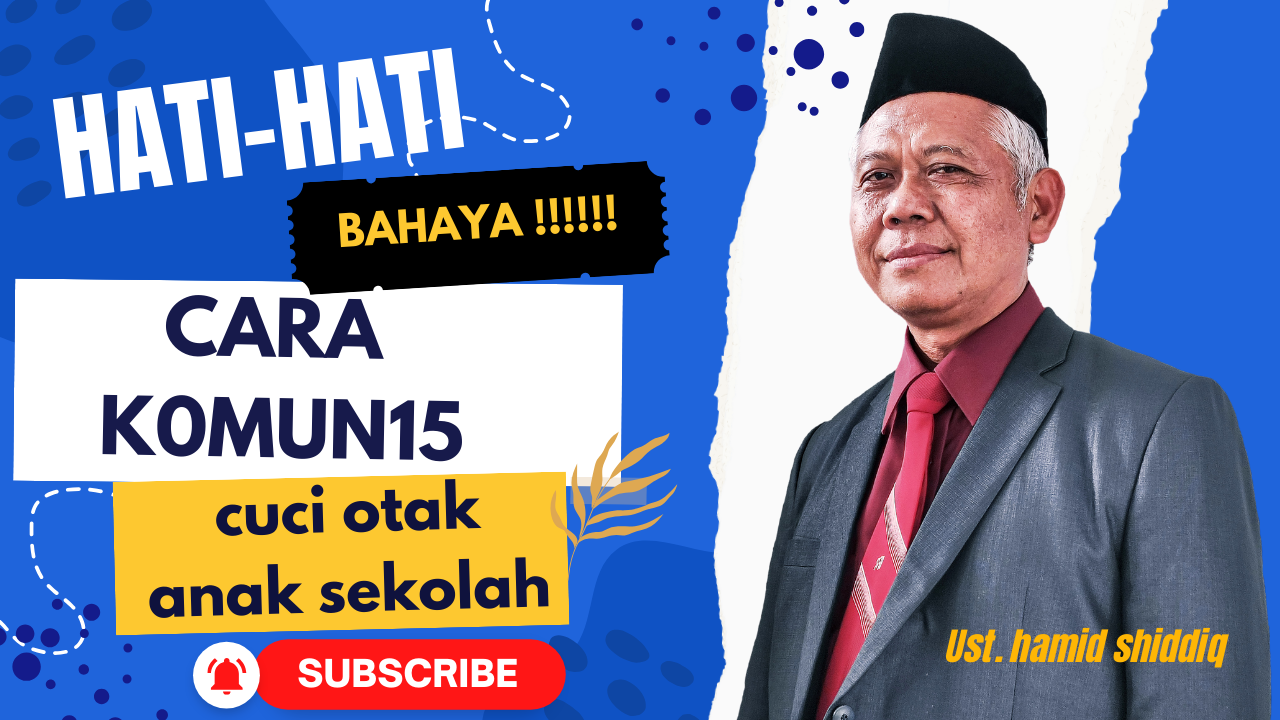 HATI-HATI
BAHAYA !!!!!!
CARA
K0MUN15
cuci otak
anak sekolah
SUBSCRIBE
Ust. hamid shiddiq